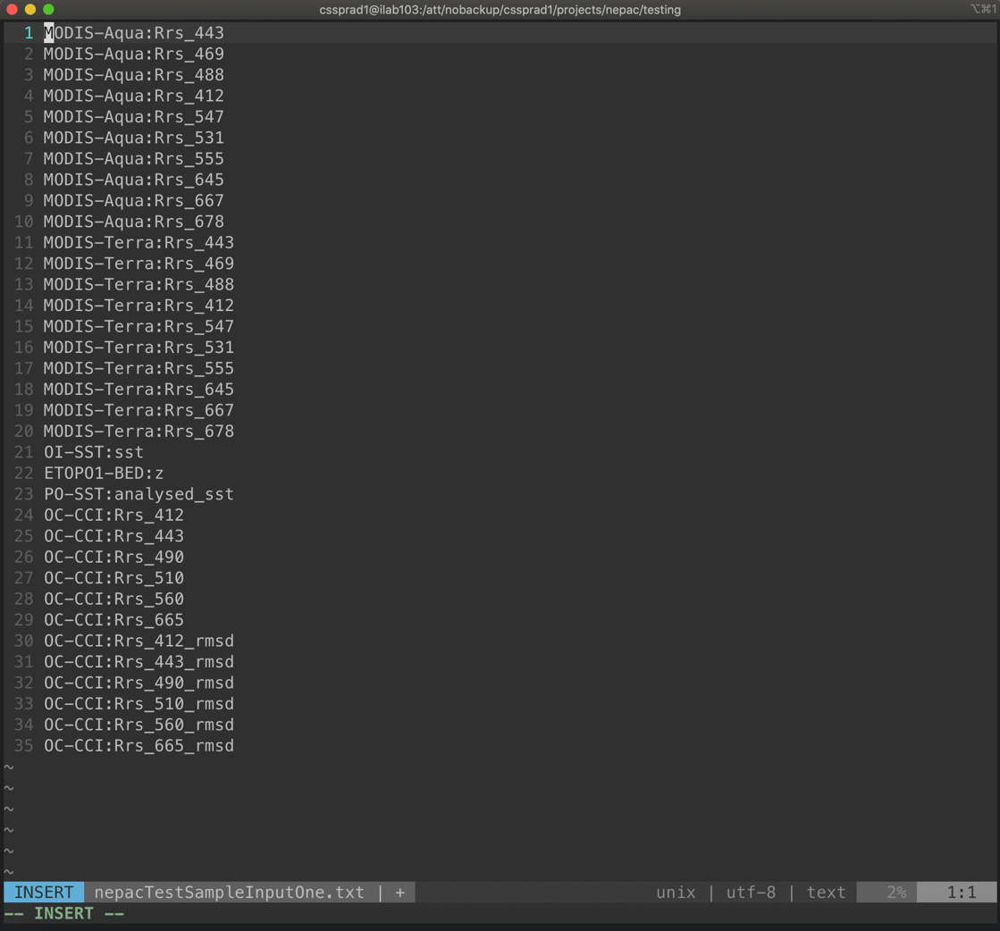 cssprad1@ilab103:/att/nobackup/cssprad1/projects/nepac/testing ⌥⌘1
1 MODIS-Aqua:Rrs_443
2 MODIS-Aqua:Rrs_469
3 MODIS-Aqua:Rrs_488
4 MODIS-Aqua:Rrs_412
5 MODIS-Aqua:Rrs_547
6 MODIS-Aqua:Rrs_531
7 MODIS-Aqua:Rrs_555
8 MODIS-Aqua:Rrs_645
9 MODIS-Aqua:Rrs_667
10 MODIS-Aqua:Rrs_678
11 MODIS-Terra:Rrs_443
12 MODIS-Terra:Rrs_469
13 MODIS-Terra:Rrs_488
14 MODIS-Terra:Rrs_412
15 MODIS-Terra:Rrs_547
16 MODIS-Terra:Rrs_531
17 MODIS-Terra:Rrs_555
18 MODIS-Terra:Rrs_645
19 MODIS-Terra:Rrs_667
20 MODIS-Terra:Rrs_678
21 OI-SST:sst
22 ETOPO1-BED:z
23 PO-SST:analysed_sst
24 OC-CCI:Rrs_412
25 OC-CCI:Rrs_443
26 OC-CCI:Rrs_490
27 OC-CCI:Rrs_510
28 OC-CCI:Rrs_560
29 OC-CCI:Rrs_665
30 OC-CCI:Rrs_412_rmsd
31 OC-CCI:Rrs_443_rmsd
32 OC-CCI:Rrs_490_rmsd
33 OC-CCI:Rrs_510_rmsd
34 OC-CCI:Rrs_560_rmsd
35 OC-CCI:Rrs_665_rmsd
~
~
~
~
~
~
INSERT nepacTestSampleInputOne.txt | + unix | utf-8 | text 2% 1:1
-- INSERT --